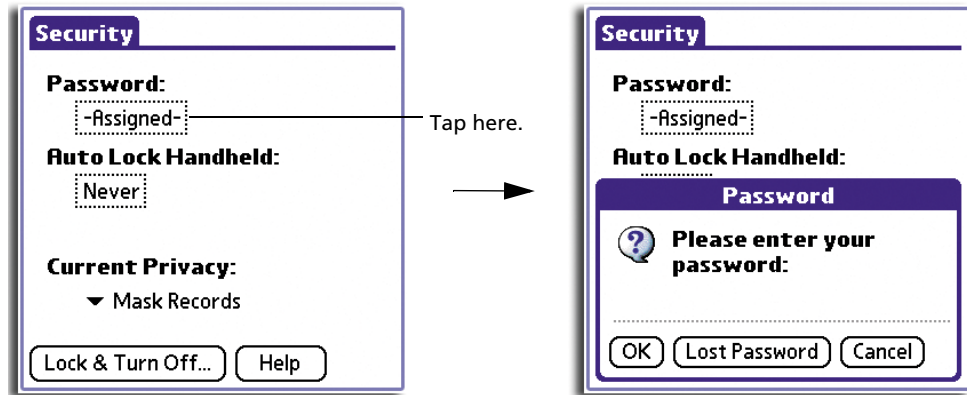 Security
Password:
-Assigned-
Tap here.
Auto Lock Handheld:
Never
Current Privacy:
Mask Records
Lock & Turn Off...
Help
Security
Password:
-Assigned-
Auto Lock Handheld:
Password
Please enter your
password:
OK
Lost Password
Cancel